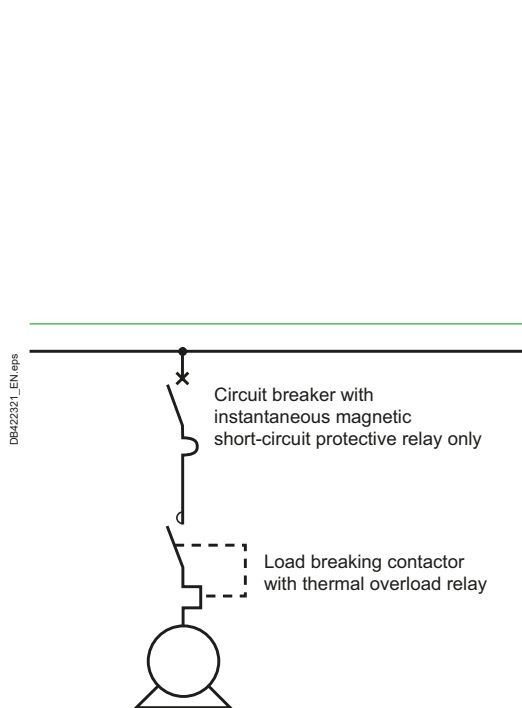 DB422321_EN.eps
Circuit breaker with
instantaneous magnetic
short-circuit protective relay only
Load breaking contactor
with thermal overload relay